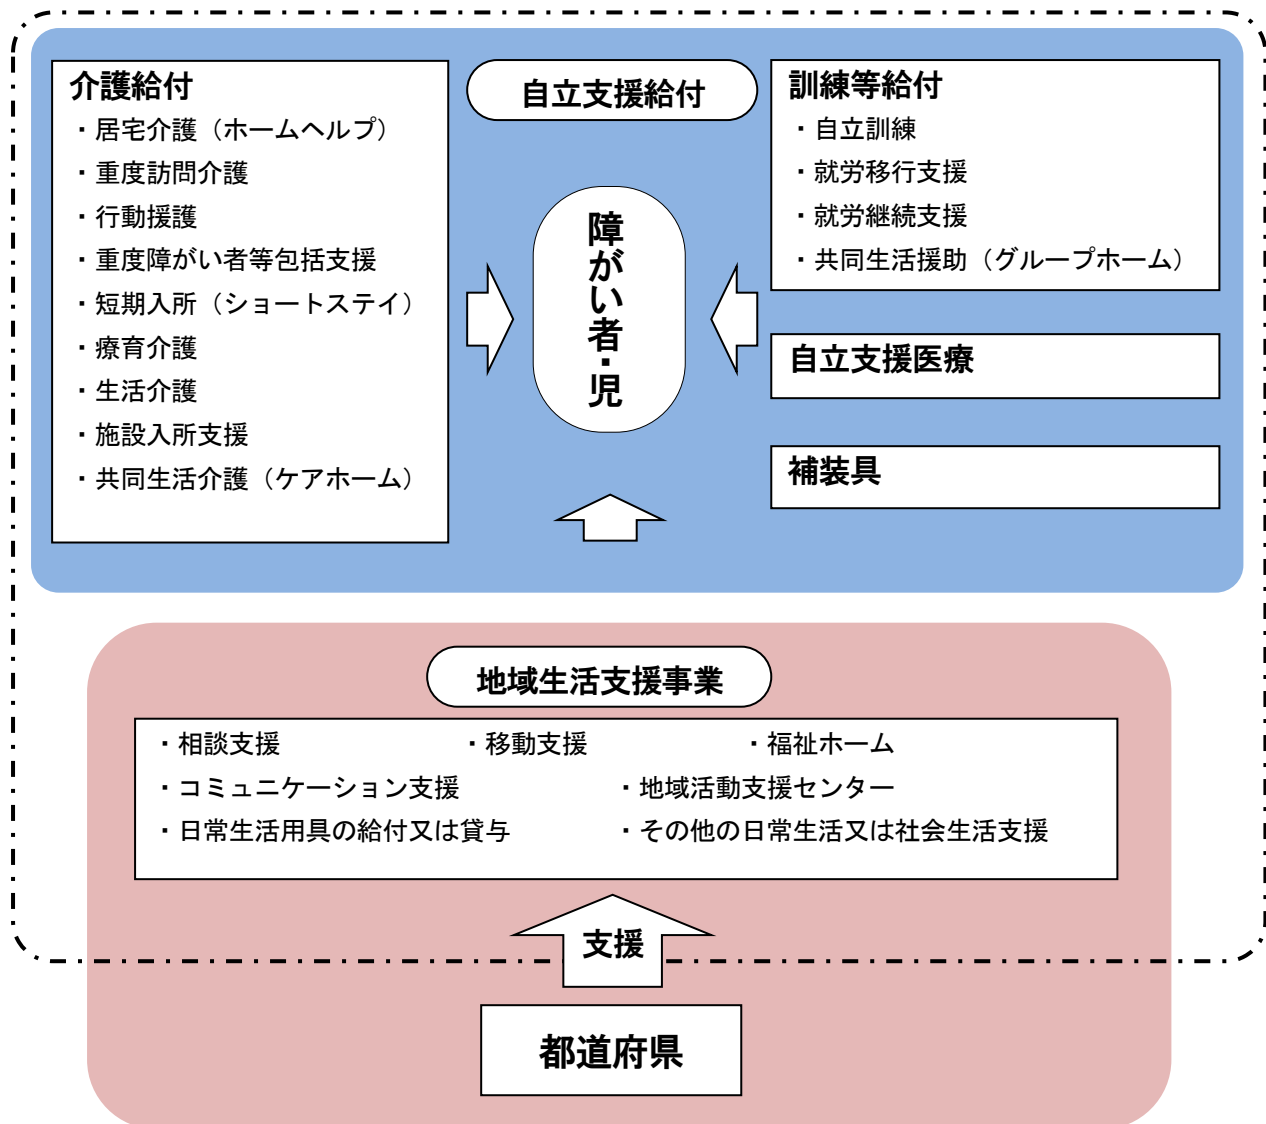 自立支援給付
介護給付
・居宅介護（ホームヘルプ）
・重度訪問介護
・行動援護
・重度障がい者等包括支援
・短期入所（ショートステイ）
・療育介護
・生活介護
・施設入所支援
・共同生活介護（ケアホーム）
障がい者・児
訓練等給付
・自立訓練
・就労移行支援
・就労継続支援
・共同生活援助（グループホーム）
自立支援医療
補装具
地域生活支援事業
・相談支援 ・移動支援 ・福祉ホーム
・コミュニケーション支援 ・地域活動支援センター
・日常生活用具の給付又は貸与 ・その他の日常生活又は社会生活支援
支援
都道府県